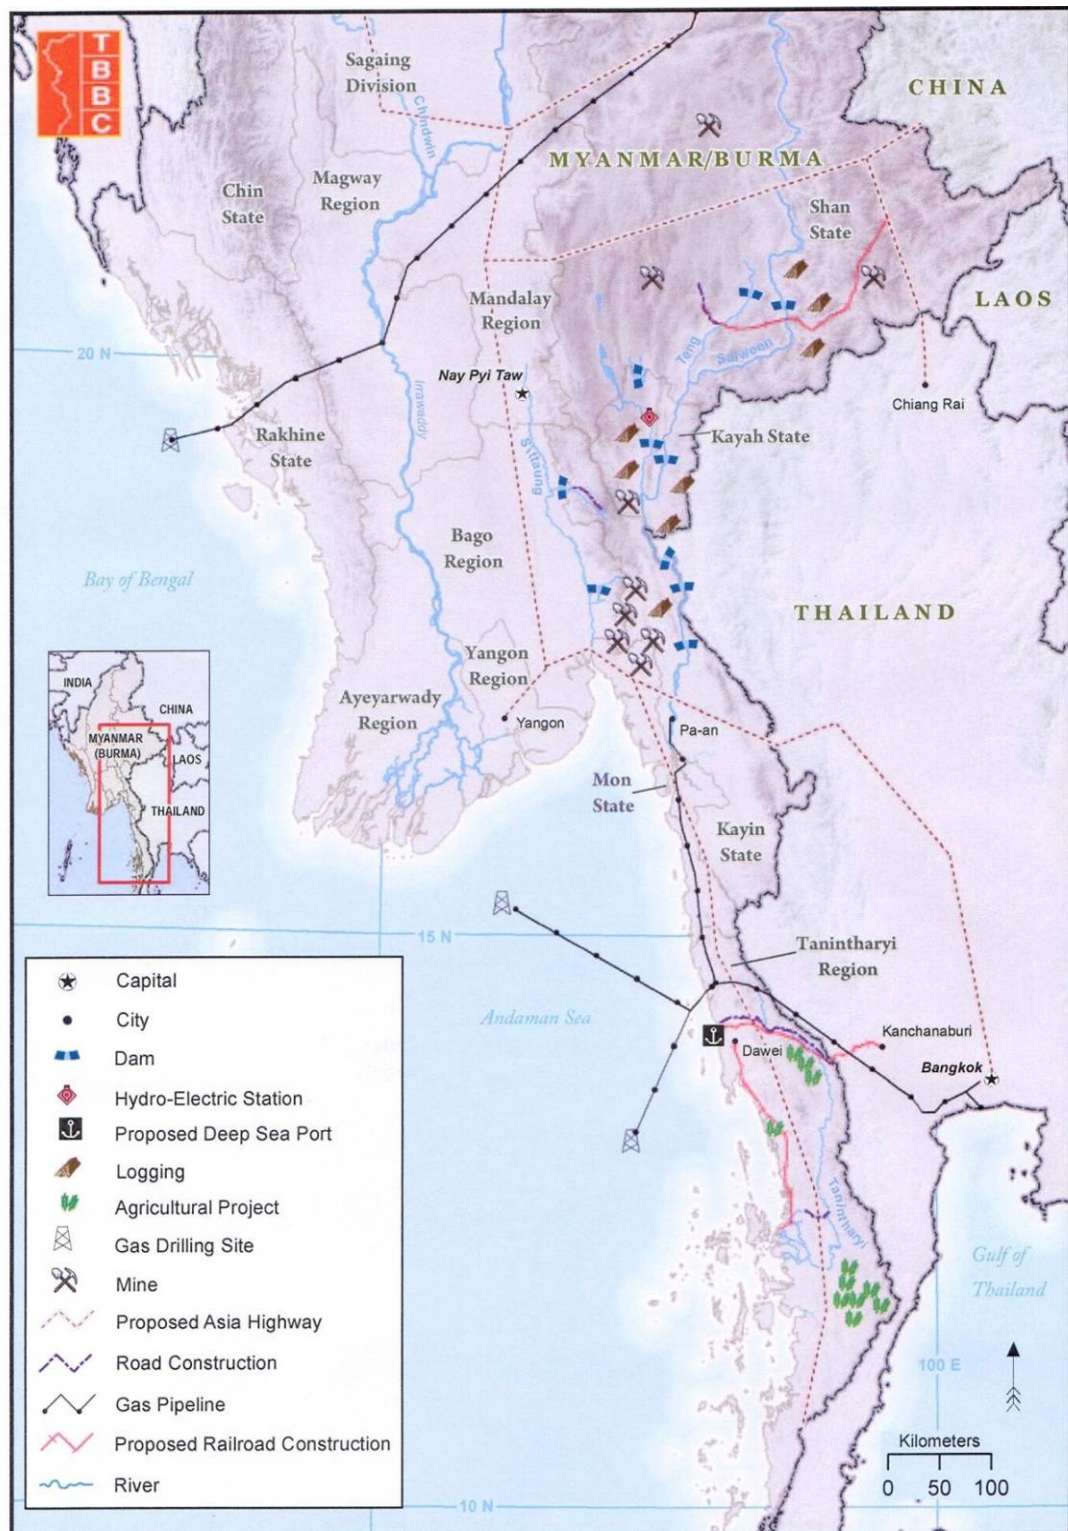 T
B
B
C
Sagaing
Division
CHINA
Chindwin
MYANMAR/BURMA
Magway
Region
Chin
State
Shan
State
LAOS
Mandalay
Region
20 N
Teng
Salween
Nay Pyi Taw
Irrawaddy
Chiang Rai
Rakhine
State
Kayah State
Sittaung
Bago
Region
Bay of Bengal
THAILAND
Yangon
Region
Ayeyarwady
Region
Yangon
Pa-an
INDIA
CHINA
MYANMAR
(BURMA)
LAOS
THAILAND
Mon
State
Kayin
State
15 N
Tanintharyi
Region
Andaman Sea
Kanchanaburi
Dawei
Bangkok
Tanintharyi
Gulf of
Thailand
100 E
Capital
City
Dam
Hydro-Electric Station
Proposed Deep Sea Port
Logging
Agricultural Project
Gas Drilling Site
Mine
Proposed Asia Highway
Road Construction
Gas Pipeline
Proposed Railroad Construction
River
Kilometers
0 50 100
10 N